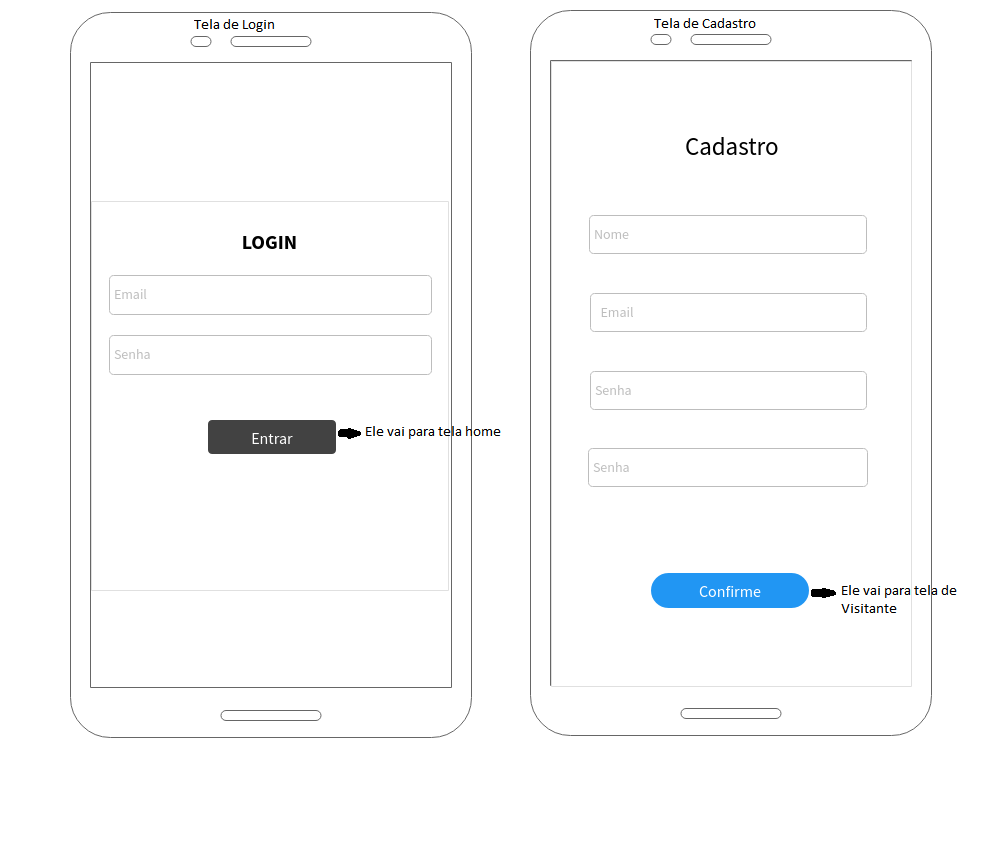 Tela de Login
LOGIN
Email
Senha
Entrar
Ele vai para tela home
Tela de Cadastro
Cadastro
Nome
Email
Senha
Senha
Confirme
Ele vai para tela de
Visitante